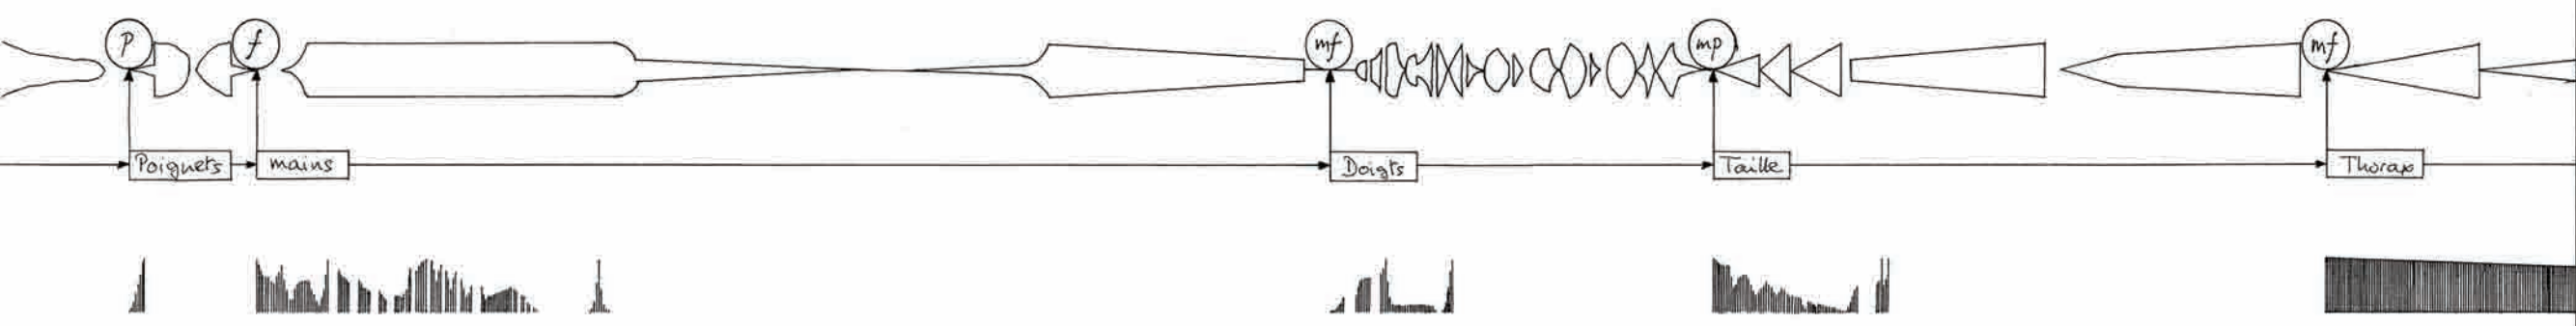 p f mf mp mf
Poignets mains Doigts Taille Thorax